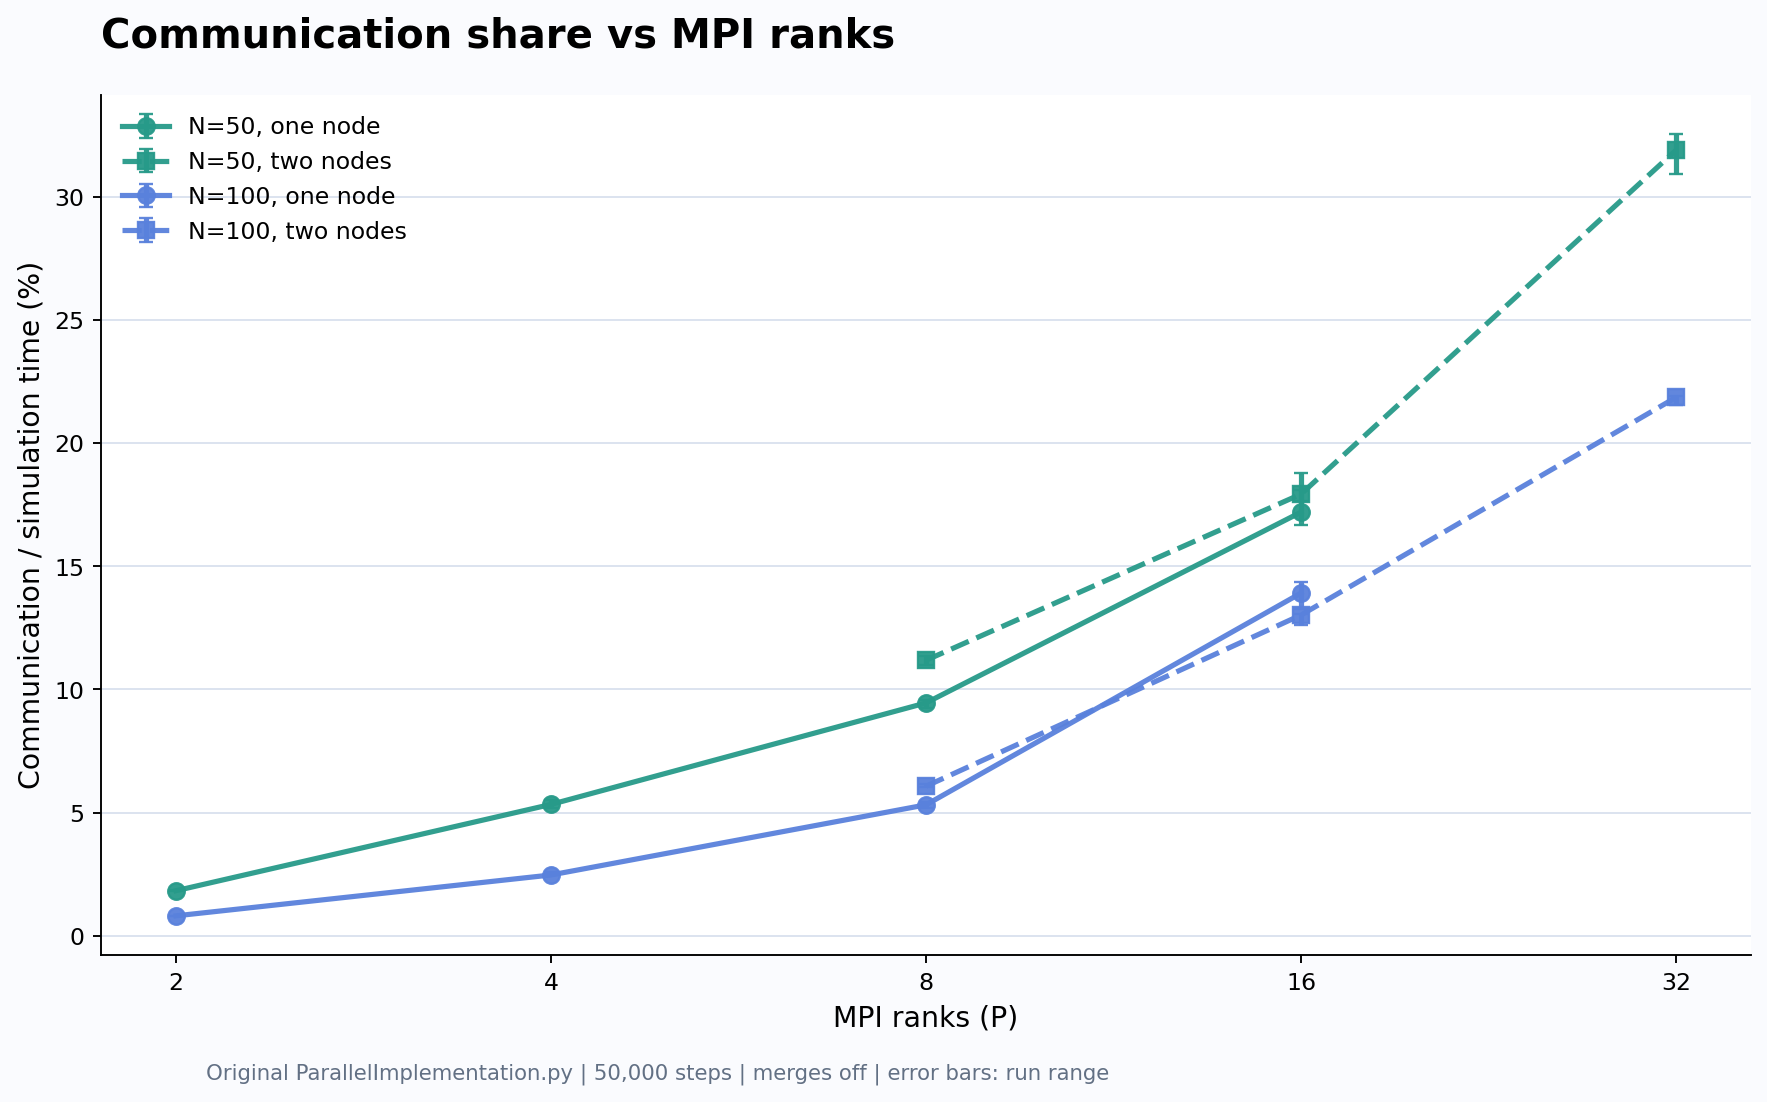 Communication share vs MPI ranks
N=50, one node
N=50, two nodes
N=100, one node
N=100, two nodes
Communication / simulation time (%)
30
25
20
15
10
5
0
2 4 8 16 32
MPI ranks (P)
Original ParallelImplementation.py | 50,000 steps | merges off | error bars: run range